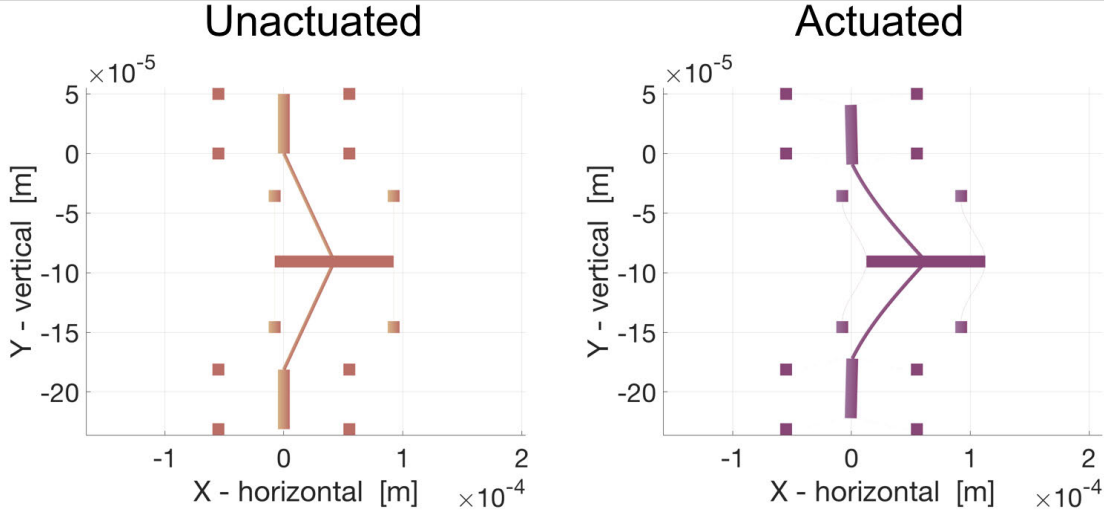 Unactuated
×10⁻⁵
5
0
-5
-10
-15
-20
Y - vertical [m]
-1 0 1 2
X - horizontal [m] ×10⁻⁴
Actuated
×10⁻⁵
5
0
-5
-10
-15
-20
Y - vertical [m]
-1 0 1 2
X - horizontal [m] ×10⁻⁴